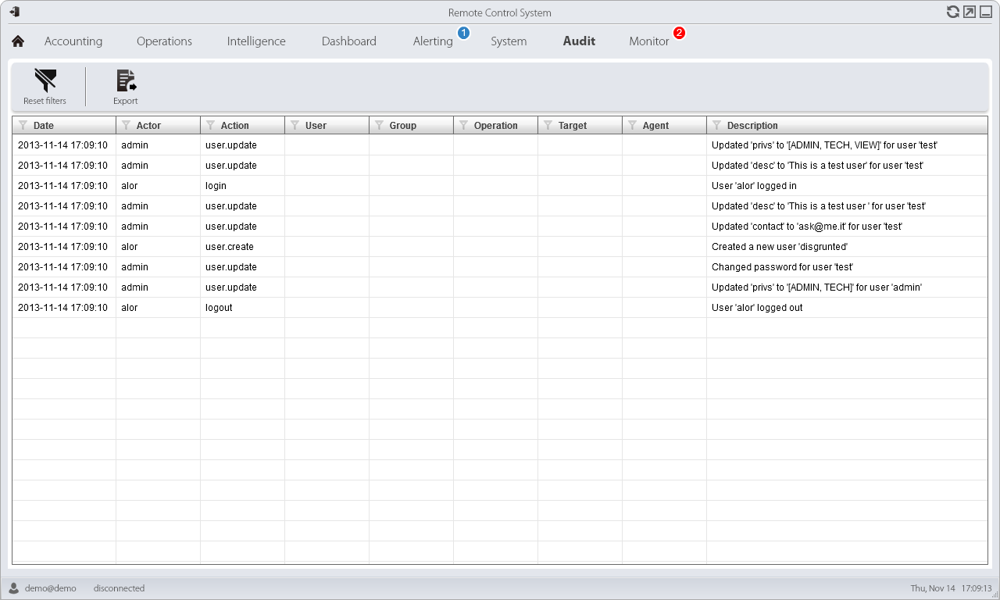 Remote Control System
Accounting Operations Intelligence Dashboard Alerting 1 System Audit Monitor 2
Reset filters Export
Date Actor Action User Group Operation Target Agent Description
2013-11-14 17:09:10 admin user.update Updated 'privs' to '[ADMIN, TECH, VIEW]' for user 'test'
2013-11-14 17:09:10 admin user.update Updated 'desc' to 'This is a test user' for user 'test'
2013-11-14 17:09:10 alor login User 'alor' logged in
2013-11-14 17:09:10 admin user.update Updated 'desc' to 'This is a test user ' for user 'test'
2013-11-14 17:09:10 admin user.update Updated 'contact' to 'ask@me.it' for user 'test'
2013-11-14 17:09:10 alor user.create Created a new user 'disgrunted'
2013-11-14 17:09:10 admin user.update Changed password for user 'test'
2013-11-14 17:09:10 admin user.update Updated 'privs' to '[ADMIN, TECH]' for user 'admin'
2013-11-14 17:09:10 alor logout User 'alor' logged out
demo@demo disconnected Thu, Nov 14 17:09:13